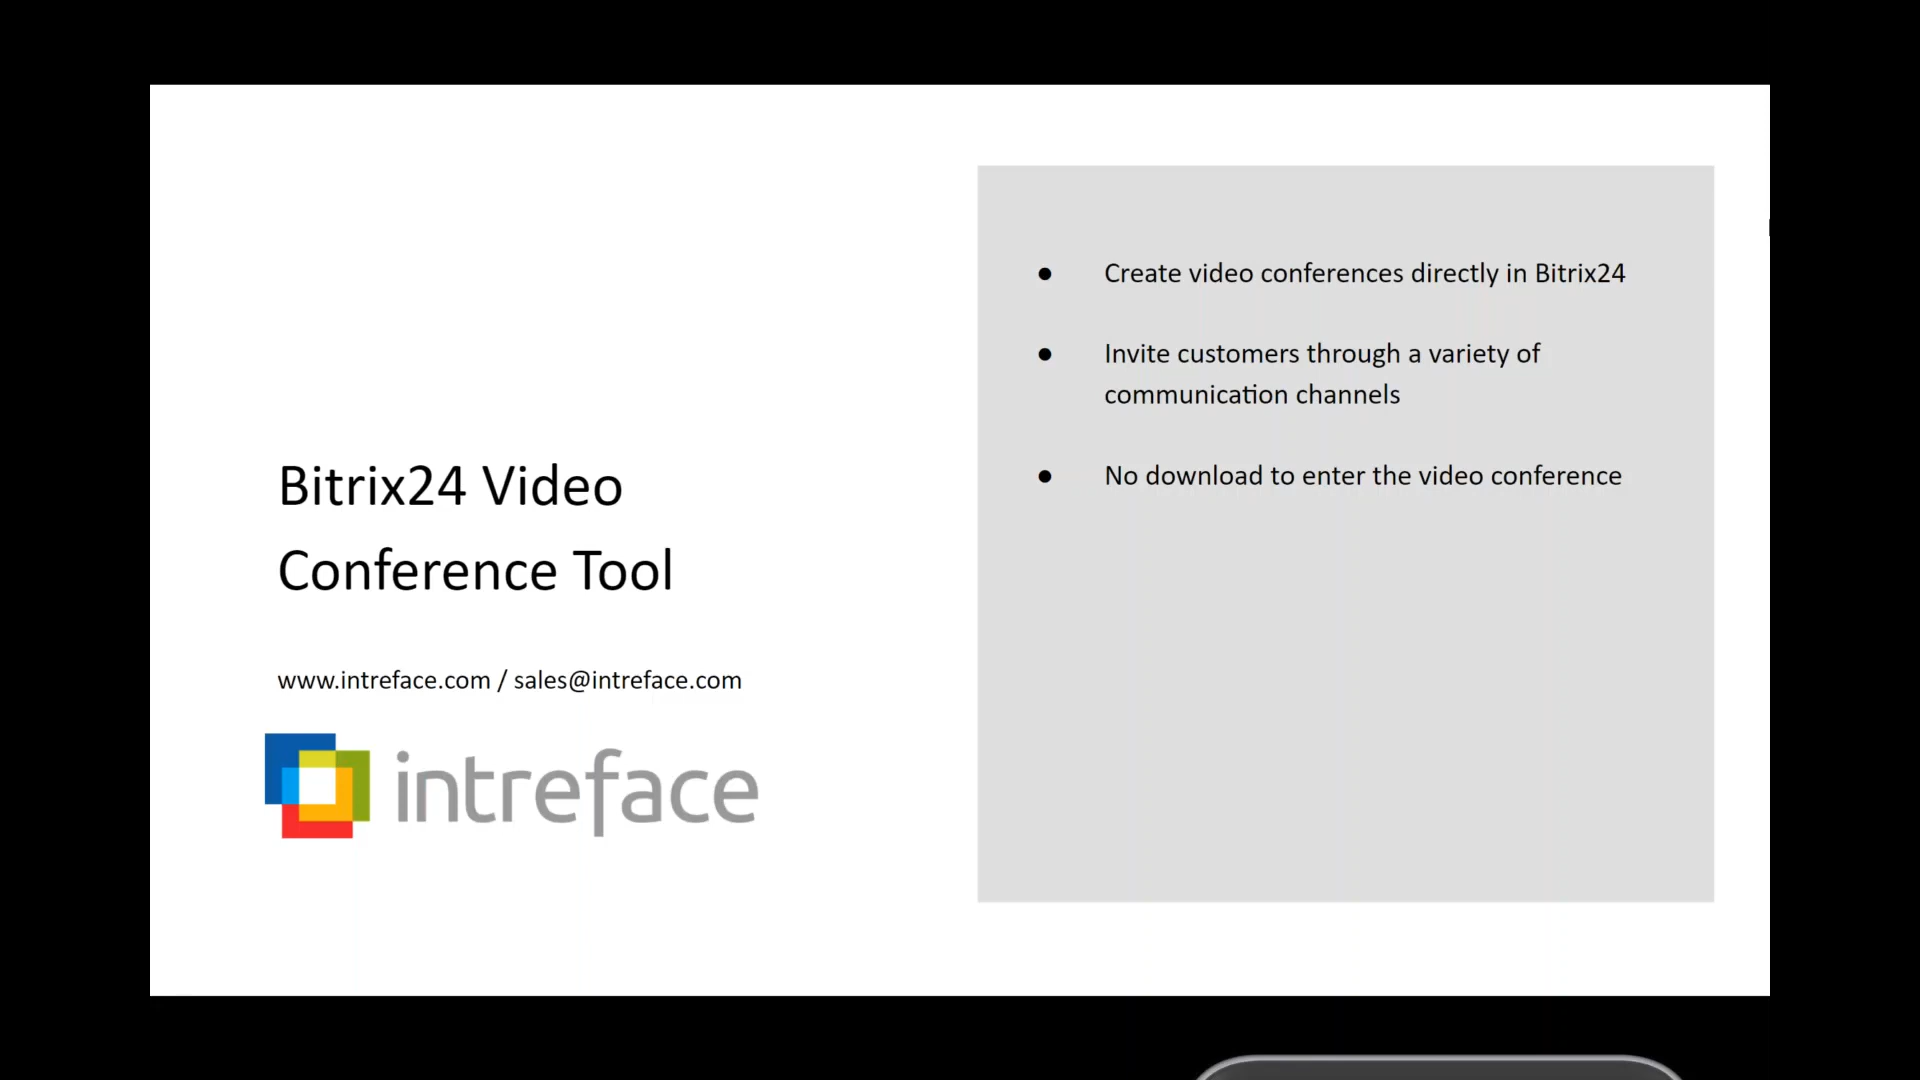 Bitrix24 Video
Conference Tool
www.intreface.com / sales@intreface.com
intreface
● Create video conferences directly in Bitrix24
● Invite customers through a variety of
communication channels
● No download to enter the video conference